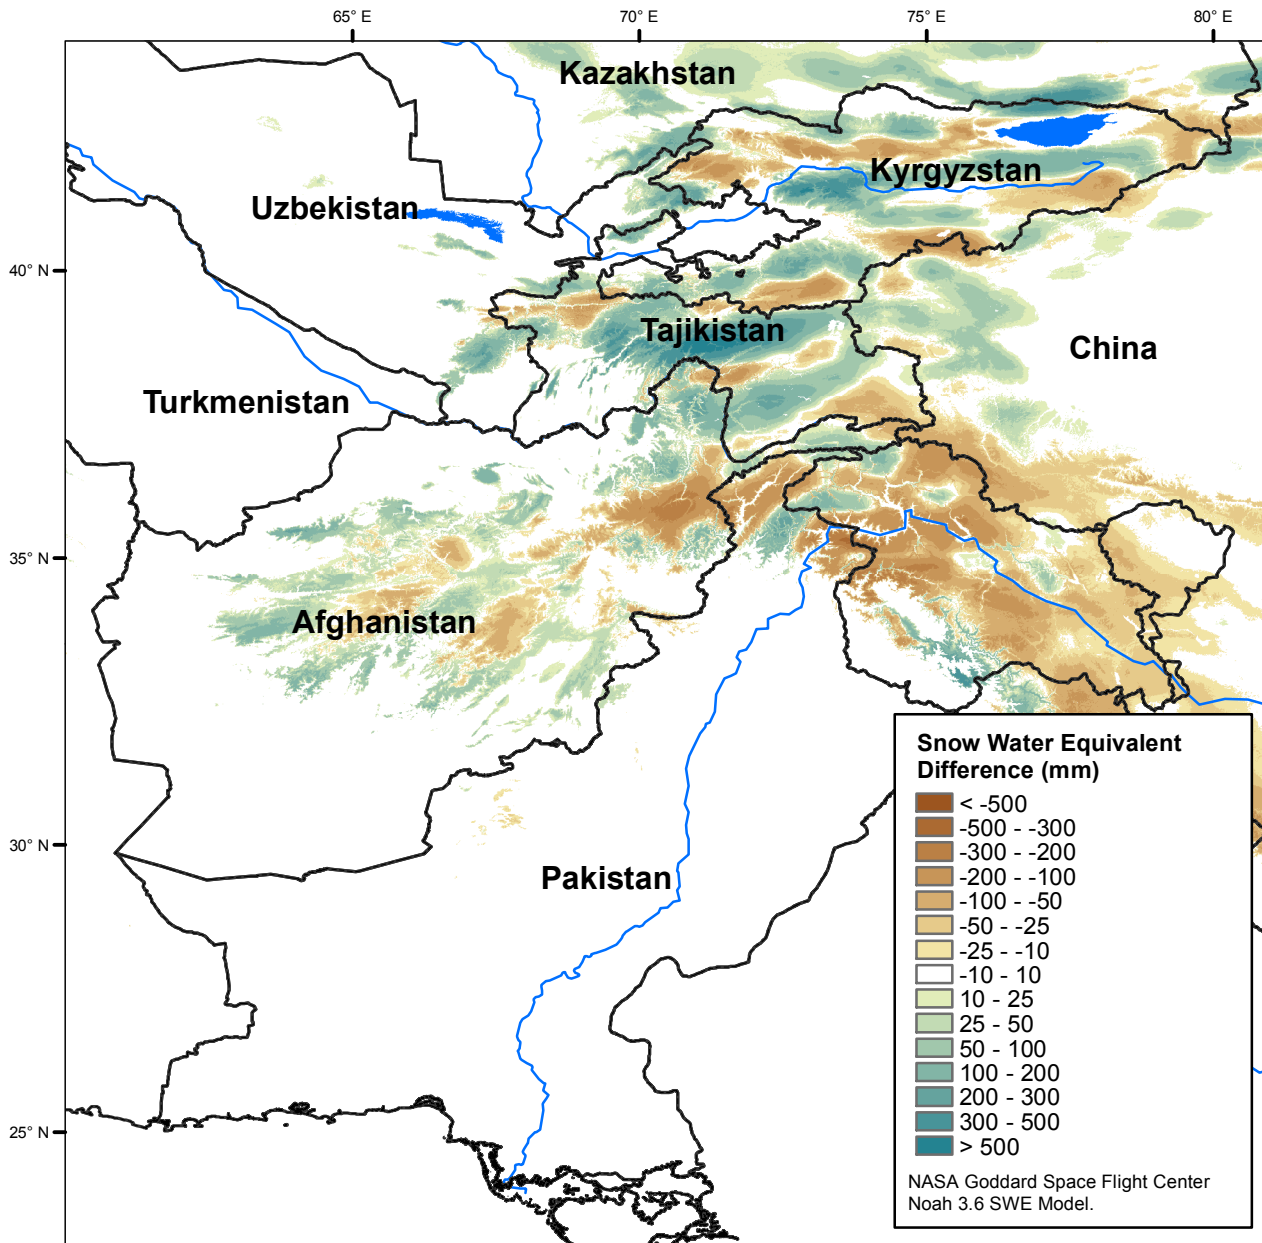 65° E
70° E
75° E
80° E
Kazakhstan
Kyrgyzstan
Uzbekistan
40° N
Tajikistan
China
Turkmenistan
35° N
Afghanistan
30° N
Pakistan
25° N
Snow Water Equivalent
Difference (mm)
< -500
-500 - -300
-300 - -200
-200 - -100
-100 - -50
-50 - -25
-25 - -10
-10 - 10
10 - 25
25 - 50
50 - 100
100 - 200
200 - 300
300 - 500
> 500
NASA Goddard Space Flight Center
Noah 3.6 SWE Model.